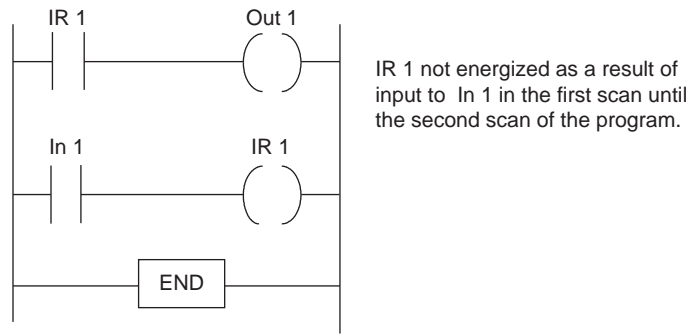 IR 1 Out 1
IR 1 not energized as a result of
input to In 1 in the first scan until
the second scan of the program.
In 1 IR 1
END